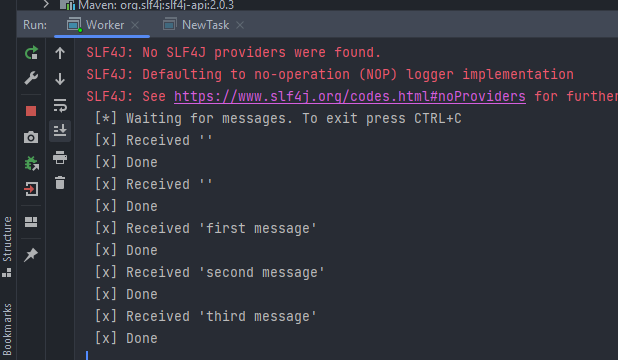 Maven: org.slf4j:slf4j-api:2.0.3
Run: Worker NewTask
SLF4J: No SLF4J providers were found.
SLF4J: Defaulting to no-operation (NOP) logger implementation
SLF4J: See https://www.slf4j.org/codes.html#noProviders for further
[*] Waiting for messages. To exit press CTRL+C
[x] Received ''
[x] Done
[x] Received ''
[x] Done
[x] Received 'first message'
[x] Done
[x] Received 'second message'
[x] Done
[x] Received 'third message'
[x] Done
Structure
Bookmarks